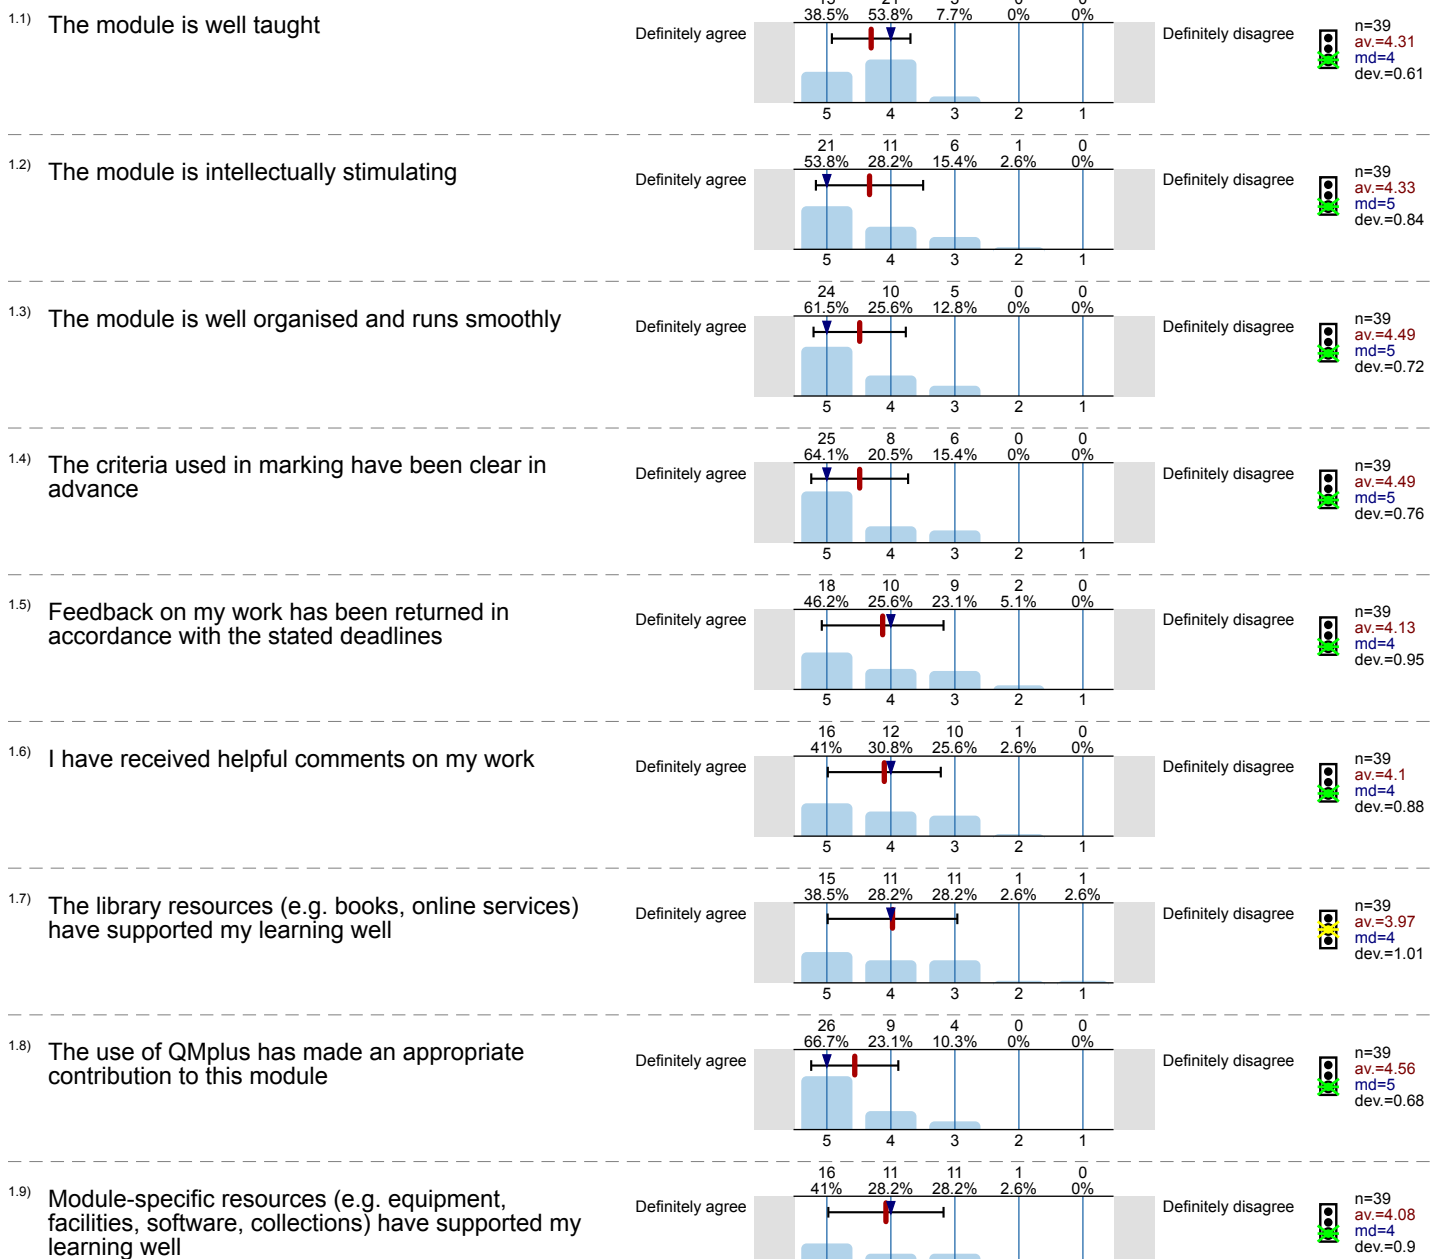 15 21 3 0 0
38.5% 53.8% 7.7% 0% 0%
1.1) The module is well taught
Definitely agree
Definitely disagree
n=39
av.=4.31
md=4
dev.=0.61
5 4 3 2 1
21 11 6 1 0
53.8% 28.2% 15.4% 2.6% 0%
1.2) The module is intellectually stimulating
Definitely agree
Definitely disagree
n=39
av.=4.33
md=5
dev.=0.84
5 4 3 2 1
24 10 5 0 0
61.5% 25.6% 12.8% 0% 0%
1.3) The module is well organised and runs smoothly
Definitely agree
Definitely disagree
n=39
av.=4.49
md=5
dev.=0.72
5 4 3 2 1
25 8 6 0 0
64.1% 20.5% 15.4% 0% 0%
1.4) The criteria used in marking have been clear in
advance
Definitely agree
Definitely disagree
n=39
av.=4.49
md=5
dev.=0.76
5 4 3 2 1
18 10 9 2 0
46.2% 25.6% 23.1% 5.1% 0%
1.5) Feedback on my work has been returned in
accordance with the stated deadlines
Definitely agree
Definitely disagree
n=39
av.=4.13
md=4
dev.=0.95
5 4 3 2 1
16 12 10 1 0
41% 30.8% 25.6% 2.6% 0%
1.6) I have received helpful comments on my work
Definitely agree
Definitely disagree
n=39
av.=4.1
md=4
dev.=0.88
5 4 3 2 1
15 11 11 1 1
38.5% 28.2% 28.2% 2.6% 2.6%
1.7) The library resources (e.g. books, online services)
have supported my learning well
Definitely agree
Definitely disagree
n=39
av.=3.97
md=4
dev.=1.01
5 4 3 2 1
26 9 4 0 0
66.7% 23.1% 10.3% 0% 0%
1.8) The use of QMplus has made an appropriate
contribution to this module
Definitely agree
Definitely disagree
n=39
av.=4.56
md=5
dev.=0.68
5 4 3 2 1
16 11 11 1 0
41% 28.2% 28.2% 2.6% 0%
1.9) Module-specific resources (e.g. equipment,
facilities, software, collections) have supported my
learning well
Definitely agree
Definitely disagree
n=39
av.=4.08
md=4
dev.=0.9